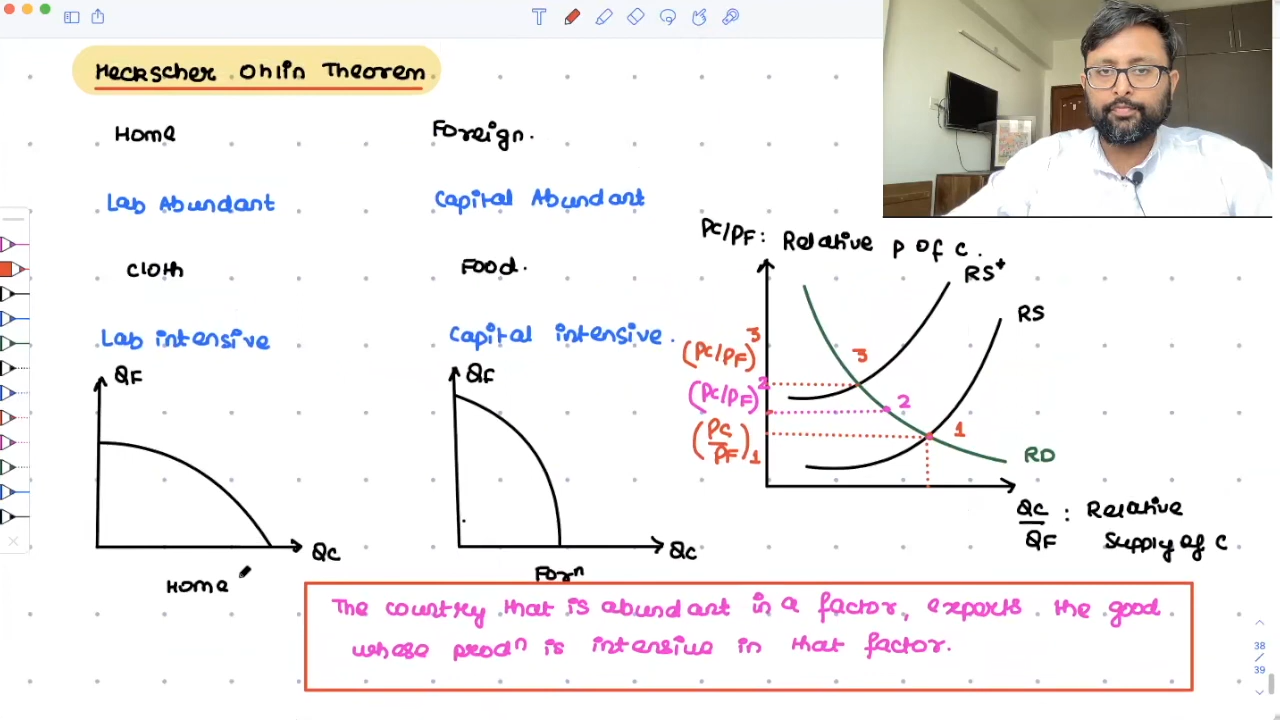 Heckscher Ohlin Theorem
Home
Foreign.
Lab Abundant
Capital Abundant
Cloth
Food.
Lab intensive
Capital intensive.
QF
QC
Home
QF
QC
Forⁿ
PC/PF: Relative P of C.
RS*
RS
RD
3
2
1
(PC/PF)³
(PC/PF)²
(PC/PF)₁
QC/QF : Relative
Supply of C
The country that is abundant in a factor, exports the good
whose prodⁿ is intensive in that factor.
38
/
39